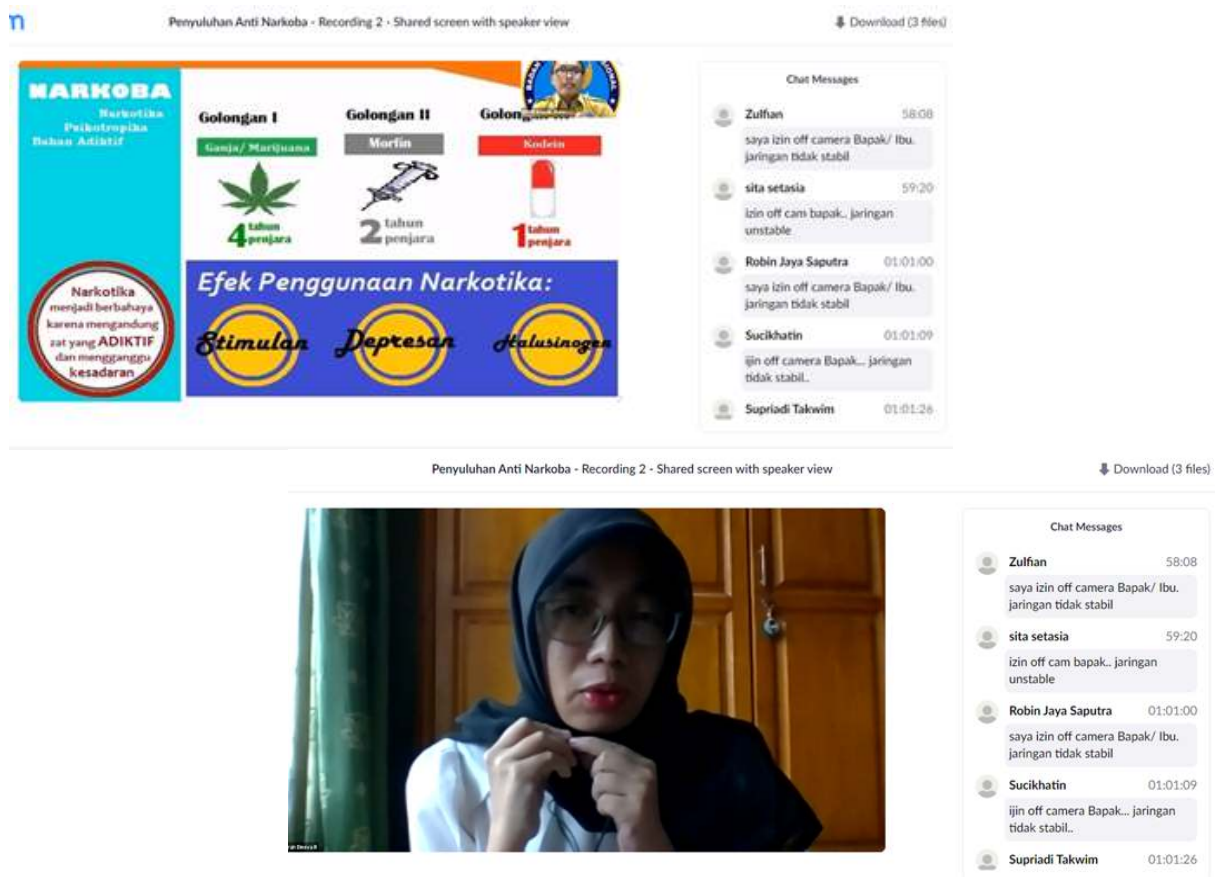 m
Penyuluhan Anti Narkoba - Recording 2 - Shared screen with speaker view
Download (3 files)
NARKOBA
Narkotika
Psikotropika
Bahan Adiktif
Golongan I
Golongan II
Ganja/ Marijuana
Morfin
Kodein
4 tahun penjara
2 tahun penjara
1 tahun penjara
Narkotika
menjadi berbahaya
karena mengandung
zat yang ADIKTIF
dan mengganggu
kesadaran
Efek Penggunaan Narkotika:
Stimulan
Depresan
Halusinogen
Chat Messages
Zulfian 58:08
saya izin off camera Bapak/ Ibu.
jaringan tidak stabil
sita setasia 59:20
izin off cam bapak.. jaringan
unstable
Robin Jaya Saputra 01:01:00
saya izin off camera Bapak/ Ibu.
jaringan tidak stabil
Sucikhatin 01:01:09
ijin off camera Bapak... jaringan
tidak stabil..
Supriadi Takwim 01:01:26
Penyuluhan Anti Narkoba - Recording 2 - Shared screen with speaker view
Download (3 files)
Chat Messages
Zulfian 58:08
saya izin off camera Bapak/ Ibu.
jaringan tidak stabil
sita setasia 59:20
izin off cam bapak.. jaringan
unstable
Robin Jaya Saputra 01:01:00
saya izin off camera Bapak/ Ibu.
jaringan tidak stabil
Sucikhatin 01:01:09
ijin off camera Bapak... jaringan
tidak stabil..
Supriadi Takwim 01:01:26